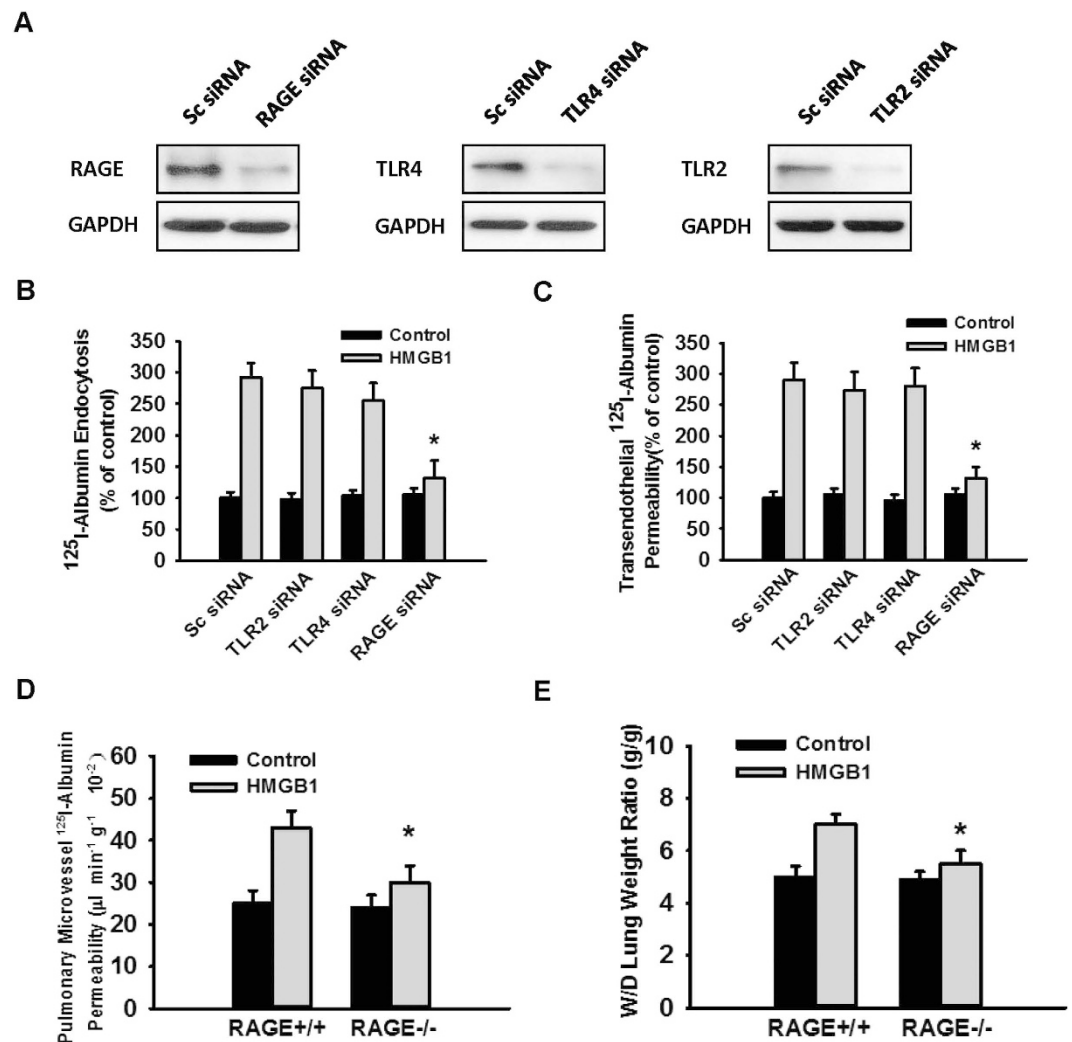 A
Sc siRNA
RAGE siRNA
Sc siRNA
TLR4 siRNA
Sc siRNA
TLR2 siRNA
RAGE
TLR4
TLR2
GAPDH
GAPDH
GAPDH
B
¹²⁵I-Albumin Endocytosis
(% of control)
350
300
250
200
150
100
50
0
Control
HMGB1
*
Sc siRNA
TLR2 siRNA
TLR4 siRNA
RAGE siRNA
C
Transendothelial ¹²⁵I-Albumin
Permeability(% of control)
350
300
250
200
150
100
50
0
Control
HMGB1
*
Sc siRNA
TLR2 siRNA
TLR4 siRNA
RAGE siRNA
D
Pulmonary Microvessel ¹²⁵I-Albumin
Permeability (µl min⁻¹ g⁻¹ 10⁻²)
60
50
40
30
20
10
0
Control
HMGB1
*
RAGE+/+
RAGE-/-
E
W/D Lung Weight Ratio (g/g)
10
8
6
4
2
0
Control
HMGB1
*
RAGE+/+
RAGE-/-